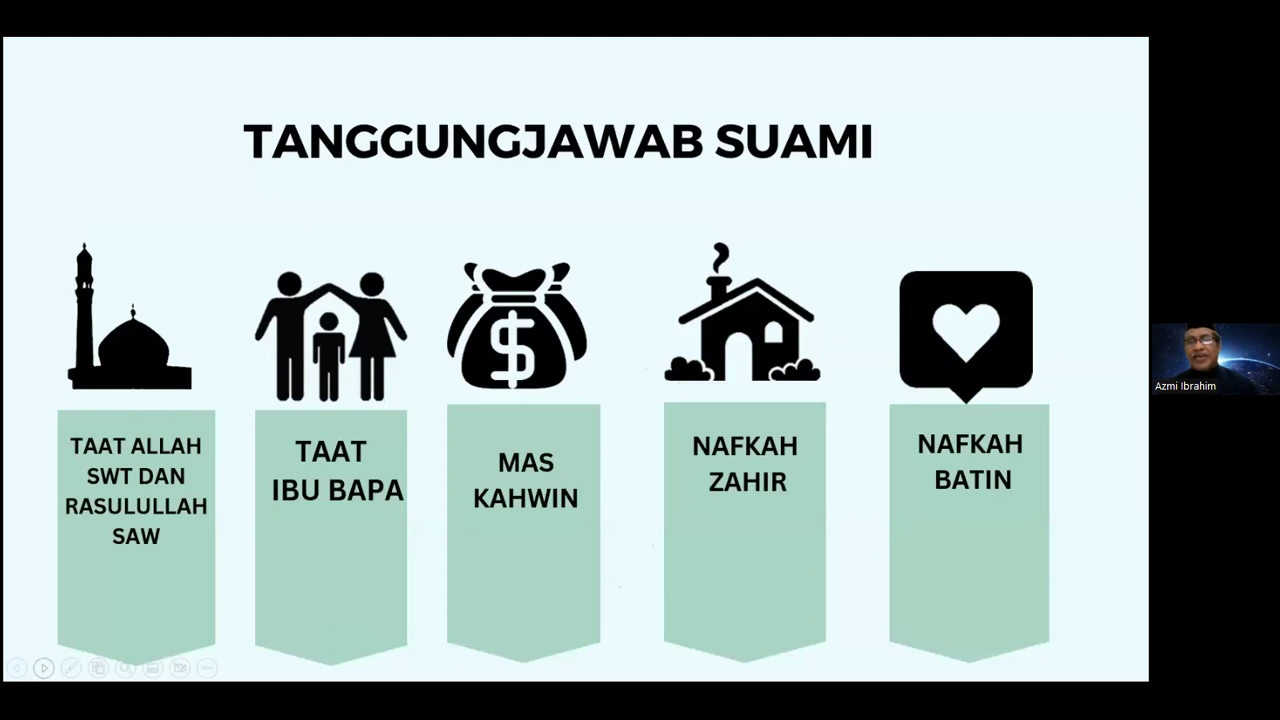 TANGGUNGJAWAB SUAMI
TAAT ALLAH
SWT DAN
RASULULLAH
SAW
TAAT
IBU BAPA
MAS
KAHWIN
NAFKAH
ZAHIR
NAFKAH
BATIN
Azmi Ibrahim